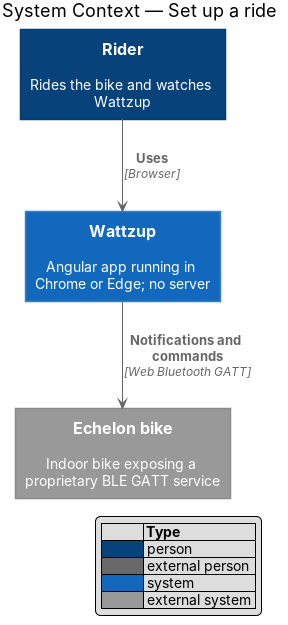 System Context — Set up a ride
Rider
Rides the bike and watches
Wattzup
Uses
[Browser]
Wattzup
Angular app running in
Chrome or Edge; no server
Notifications and
commands
[Web Bluetooth GATT]
Echelon bike
Indoor bike exposing a
proprietary BLE GATT service
Type
person
external person
system
external system